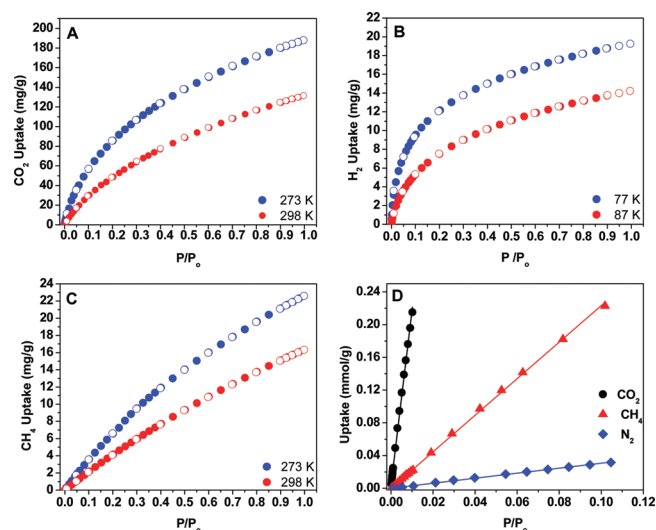 A
CO2 Uptake (mg/g)
200
180
160
140
120
100
80
60
40
20
0
273 K
298 K
0.0 0.1 0.2 0.3 0.4 0.5 0.6 0.7 0.8 0.9 1.0
P/Po
B
H2 Uptake (mg/g)
22
20
18
16
14
12
10
8
6
4
2
0
77 K
87 K
0.0 0.1 0.2 0.3 0.4 0.5 0.6 0.7 0.8 0.9 1.0
P /Po
C
CH4 Uptake (mg/g)
24
22
20
18
16
14
12
10
8
6
4
2
0
273 K
298 K
0.0 0.1 0.2 0.3 0.4 0.5 0.6 0.7 0.8 0.9 1.0
P/Po
D
Uptake (mmol/g)
0.24
0.20
0.16
0.12
0.08
0.04
0.00
CO2
CH4
N2
0.00 0.02 0.04 0.06 0.08 0.10 0.12
P/Po